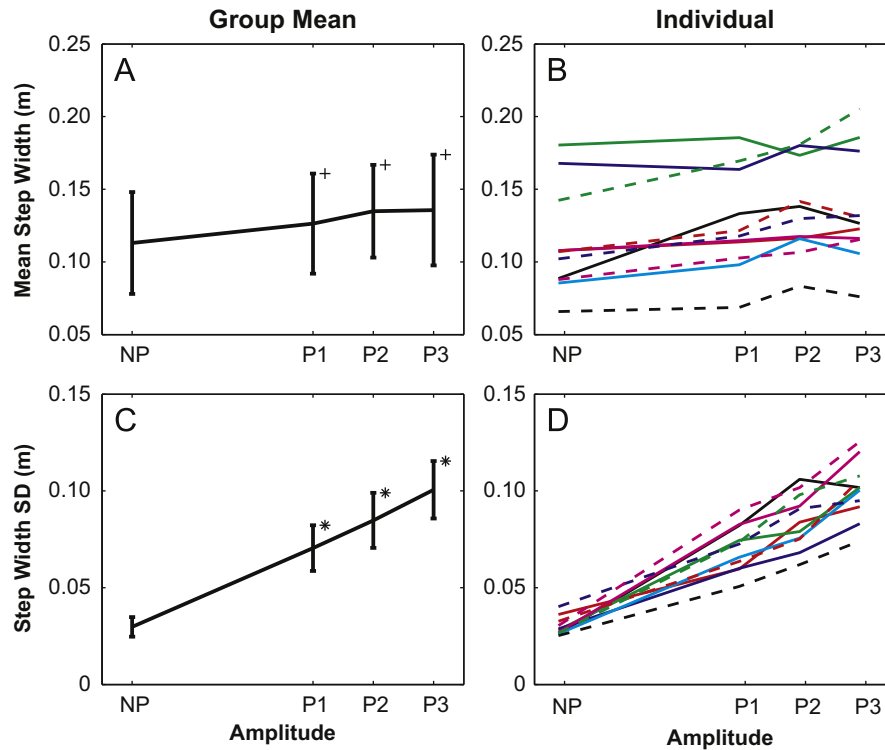 Group Mean
Individual
A
B
Mean Step Width (m)
0.25
0.20
0.15
0.10
0.05
+
+
+
NP
P1
P2
P3
0.25
0.20
0.15
0.10
0.05
NP
P1
P2
P3
C
D
Step Width SD (m)
0.15
0.10
0.05
0
*
*
*
NP
P1
P2
P3
Amplitude
0.15
0.10
0.05
0
NP
P1
P2
P3
Amplitude